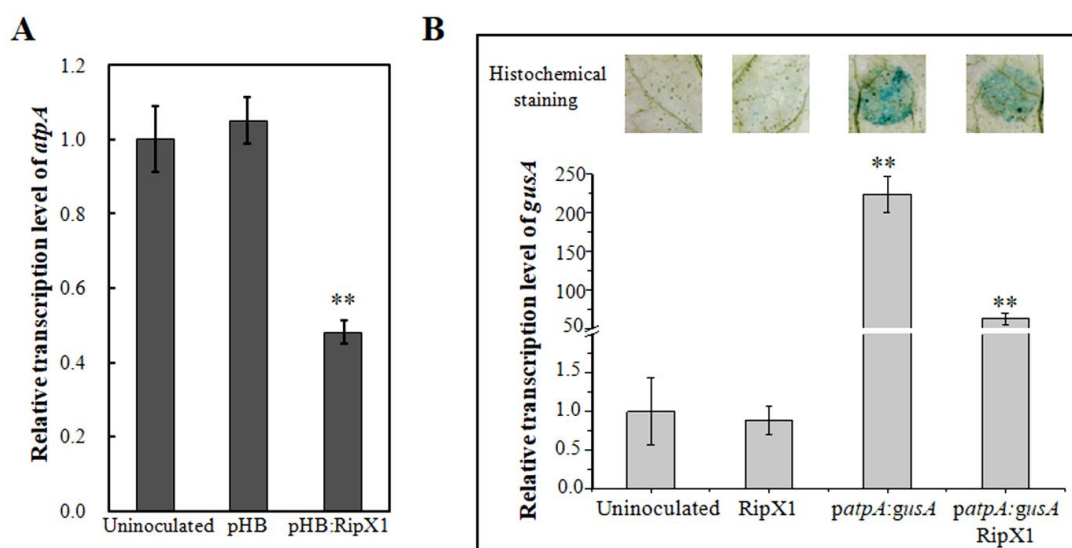 A
Relative transcription level of atpA
1.2
1.0
0.8
0.6
0.4
0.2
0.0
**
Uninoculated pHB pHB:RipX1
B
Histochemical
staining
Relative transcription level of gusA
250
200
150
100
50
1.5
1.0
0.5
0.0
**
**
Uninoculated RipX1 patpA:gusA patpA:gusA
RipX1